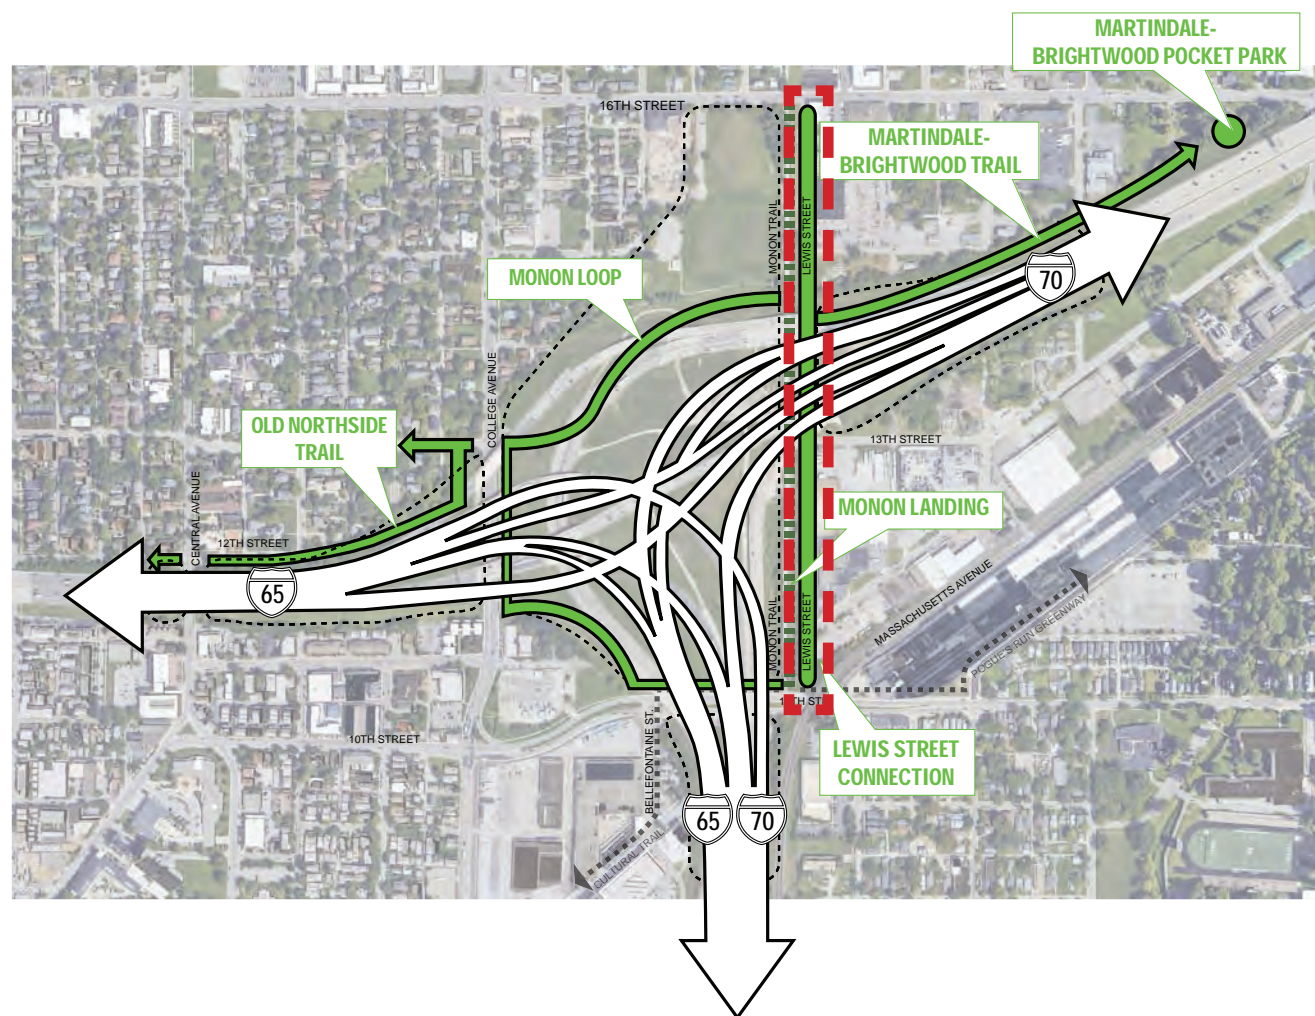 MARTINDALE-
BRIGHTWOOD POCKET PARK
16TH STREET
MARTINDALE-
BRIGHTWOOD TRAIL
MONON TRAIL
LEWIS STREET
MONON LOOP
70
COLLEGE AVENUE
OLD NORTHSIDE
TRAIL
13TH STREET
MONON LANDING
CENTRAL AVENUE
12TH STREET
65
MASSACHUSETTS AVENUE
POGUE'S RUN GREENWAY
MONON TRAIL
LEWIS STREET
BELLEFONTAINE ST.
10TH STREET
LEWIS STREET
CONNECTION
65
70
CULTURAL TRAIL